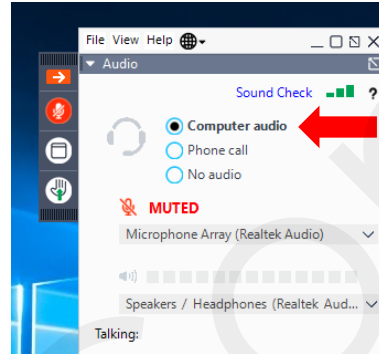 File View Help
Audio
Sound Check ?
Computer audio
Phone call
No audio
MUTED
Microphone Array (Realtek Audio)
Speakers / Headphones (Realtek Aud...
Talking: